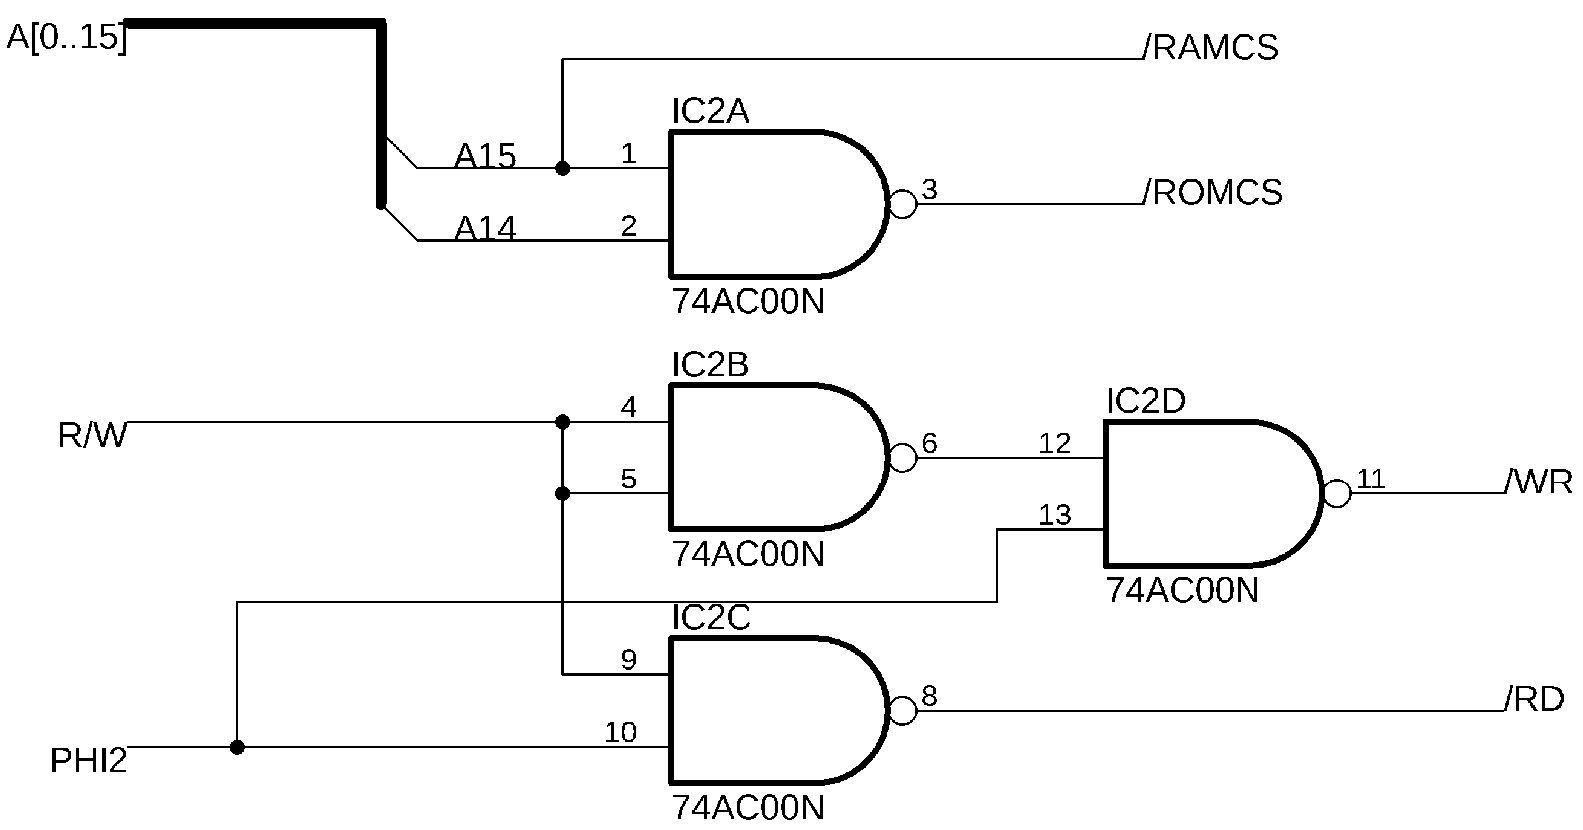 A[0..15]
/RAMCS
IC2A
A15
1
3
/ROMCS
A14
2
74AC00N
IC2B
IC2D
R/W
4
6
12
5
11
/WR
13
74AC00N
74AC00N
IC2C
9
8
/RD
10
PHI2
74AC00N